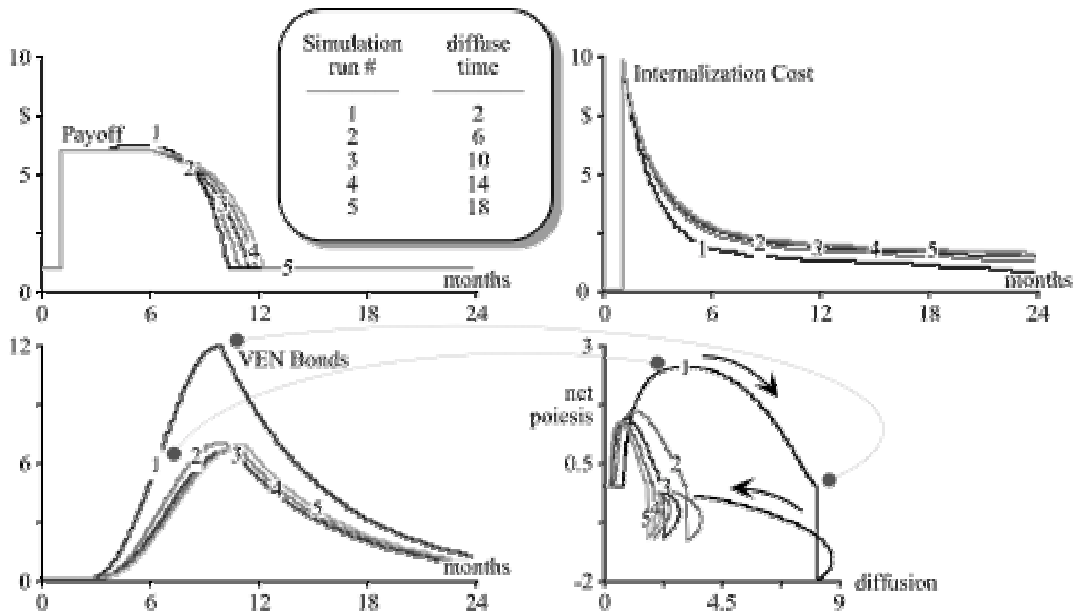 Simulation run # diffuse time
1 2
2 6
3 10
4 14
5 18
10
$
5
0
Payoff
1
2
3
4
5
months
0 6 12 18 24
10
$
5
0
Internalization Cost
1 2 3 4 5
months
0 6 12 18 24
12
6
0
VEN Bonds
1 2 3 4 5
months
0 6 12 18 24
3
net poiesis
0.5
-2
1
2
3
5
0 4.5 9
diffusion